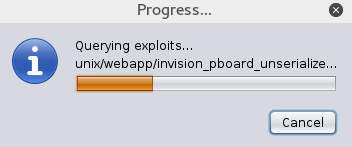 Progress...
Querying exploits...
unix/webapp/invision_pboard_unserialize...
Cancel